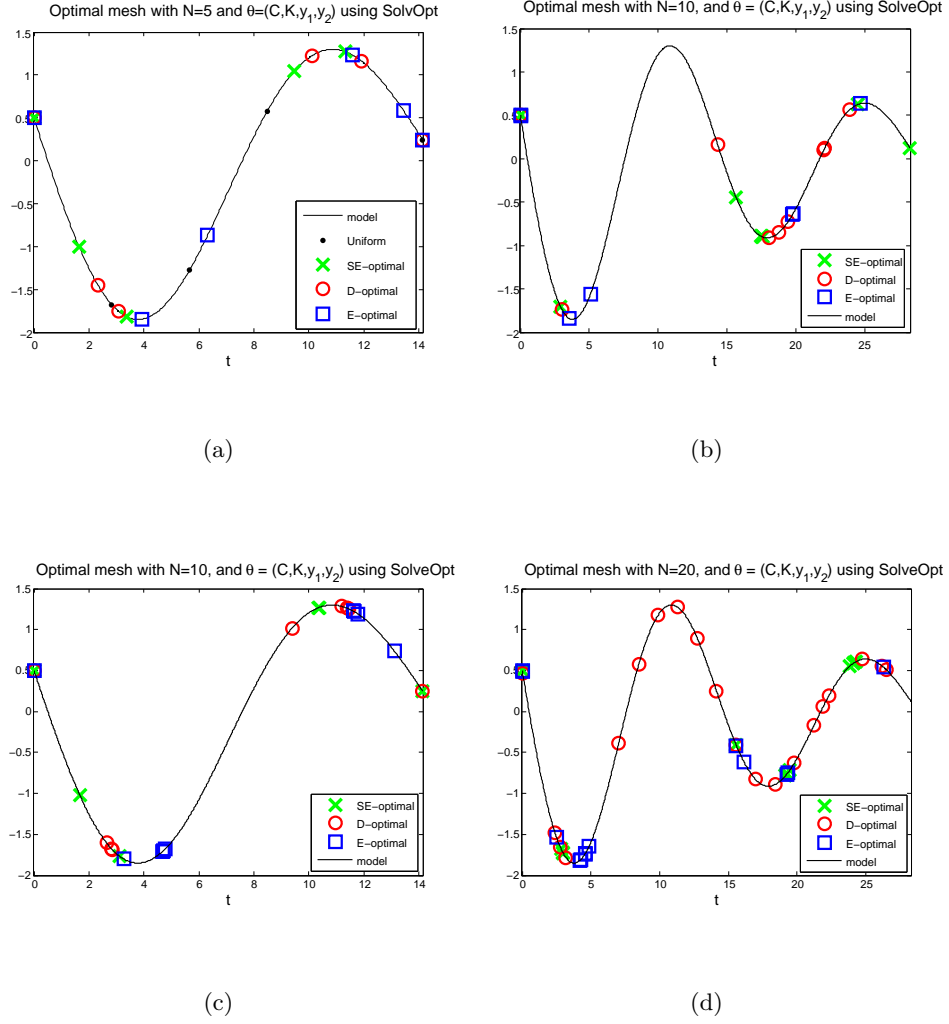 Optimal mesh with N=5 and θ=(C,K,y₁,y₂) using SolvOpt
1.5
1
0.5
0
−0.5
−1
−1.5
−2
0
2
4
6
8
10
12
14
t
model
Uniform
SE−optimal
D−optimal
E−optimal
(a)
Optimal mesh with N=10, and θ = (C,K,y₁,y₂) using SolveOpt
1.5
1
0.5
0
−0.5
−1
−1.5
−2
0
5
10
15
20
25
t
SE−optimal
D−optimal
E−optimal
model
(b)
Optimal mesh with N=10, and θ = (C,K,y₁,y₂) using SolveOpt
1.5
1
0.5
0
−0.5
−1
−1.5
−2
0
2
4
6
8
10
12
14
t
SE−optimal
D−optimal
E−optimal
model
(c)
Optimal mesh with N=20, and θ = (C,K,y₁,y₂) using SolveOpt
1.5
1
0.5
0
−0.5
−1
−1.5
−2
0
5
10
15
20
25
t
SE−optimal
D−optimal
E−optimal
model
(d)